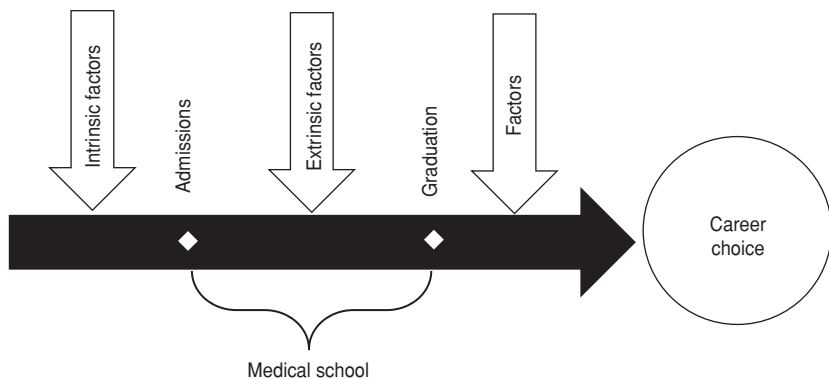 Intrinsic factors
Admissions
Extrinsic factors
Graduation
Factors
Career
choice
Medical school